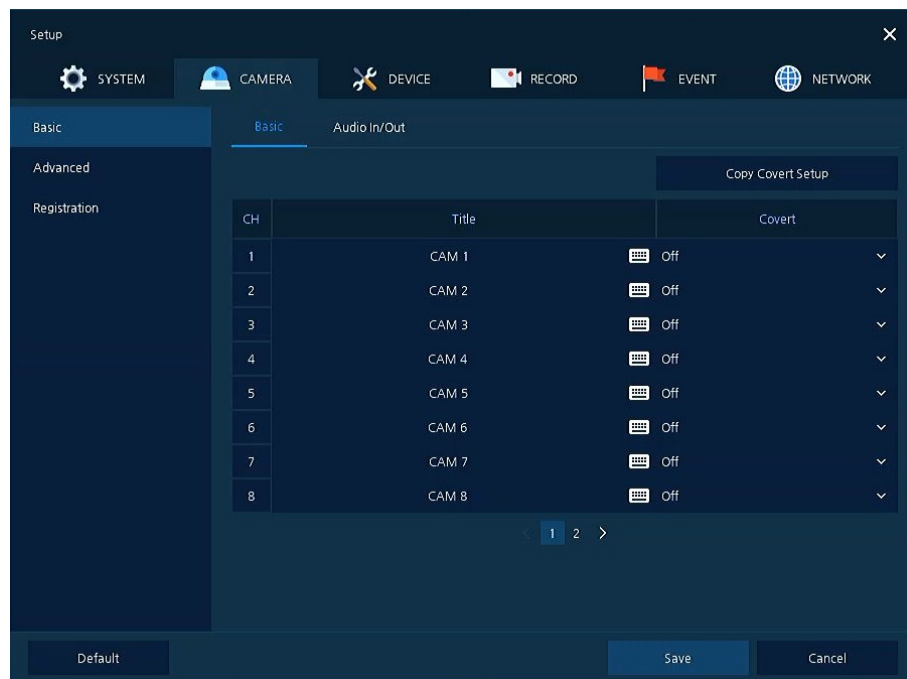 Setup
SYSTEM CAMERA DEVICE RECORD EVENT NETWORK
Basic
Advanced
Registration
Basic Audio In/Out
Copy Covert Setup
CH Title Covert
1 CAM 1 Off
2 CAM 2 Off
3 CAM 3 Off
4 CAM 4 Off
5 CAM 5 Off
6 CAM 6 Off
7 CAM 7 Off
8 CAM 8 Off
1 2
Default Save Cancel